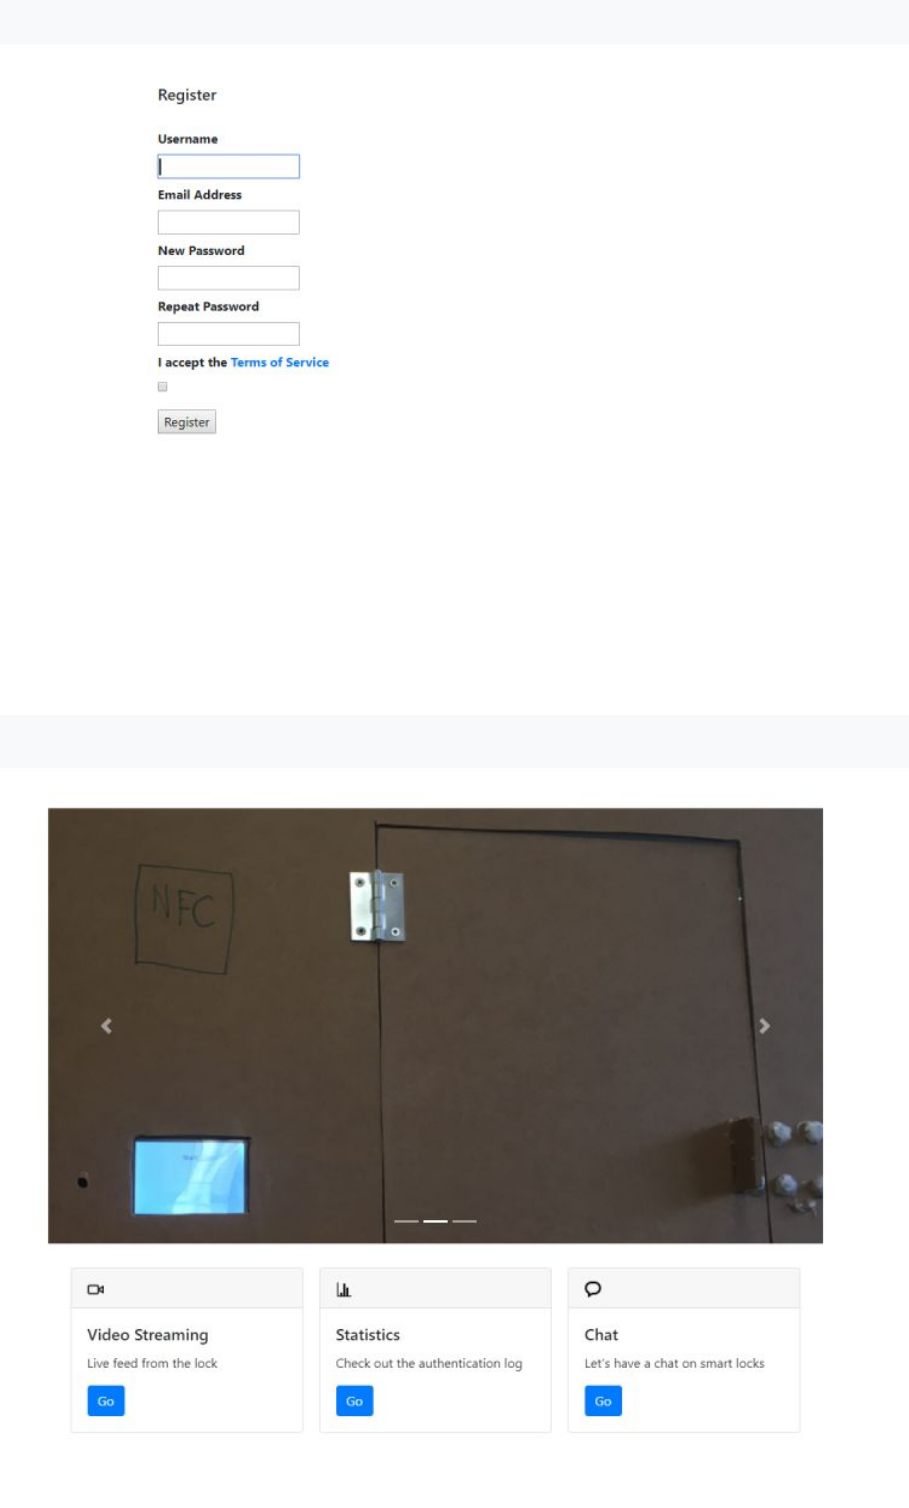 Register
Username
Email Address
New Password
Repeat Password
I accept the Terms of Service
Register
NFC
Video Streaming
Live feed from the lock
Go
Statistics
Check out the authentication log
Go
Chat
Let's have a chat on smart locks
Go